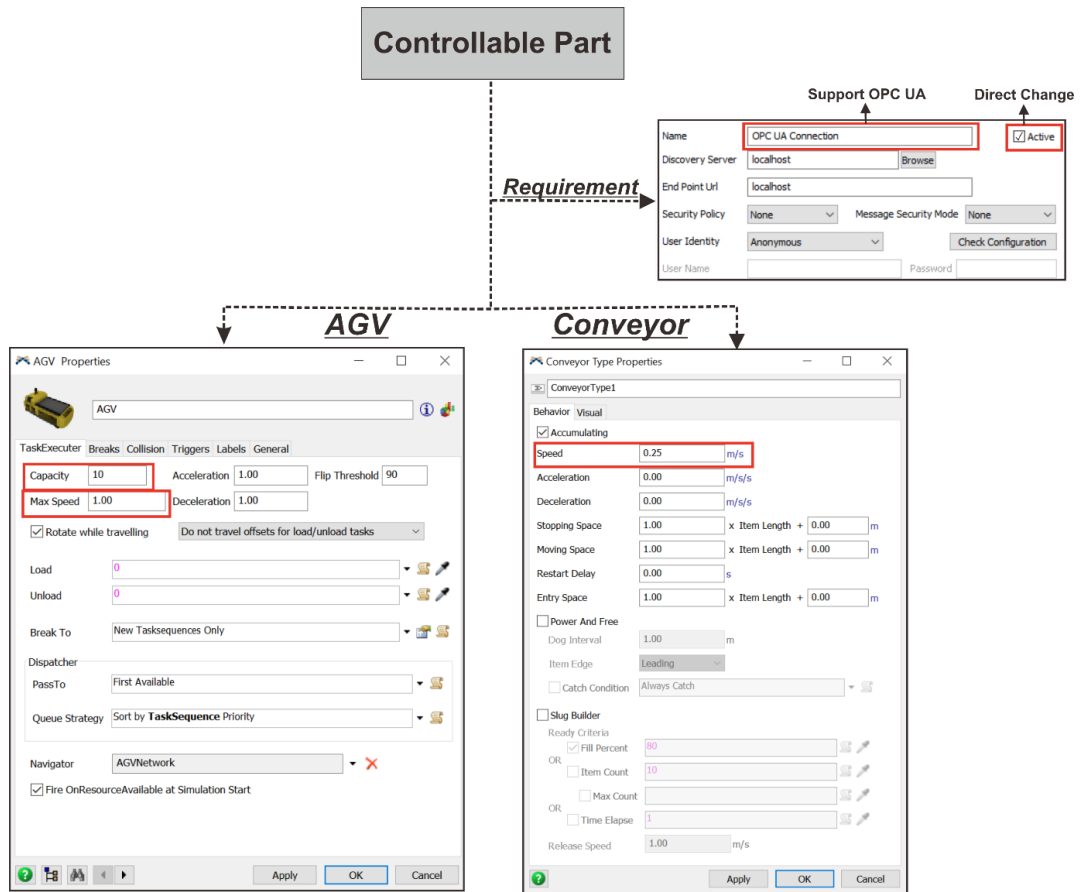 Controllable Part
Support OPC UA
Direct Change
Name OPC UA Connection Active
Discovery Server localhost Browse
End Point Url localhost
Security Policy None Message Security Mode None
User Identity Anonymous Check Configuration
User Name Password
Requirement
AGV
Conveyor
AGV Properties
AGV
TaskExecuter Breaks Collision Triggers Labels General
Capacity 10 Acceleration 1.00 Flip Threshold 90
Max Speed 1.00 Deceleration 1.00
Rotate while travelling Do not travel offsets for load/unload tasks
Load 0
Unload 0
Break To New Tasksequences Only
Dispatcher
PassTo First Available
Queue Strategy Sort by TaskSequence Priority
Navigator AGVNetwork
Fire OnResourceAvailable at Simulation Start
Apply OK Cancel
Conveyor Type Properties
ConveyorType1
Behavior Visual
Accumulating
Speed 0.25 m/s
Acceleration 0.00 m/s/s
Deceleration 0.00 m/s/s
Stopping Space 1.00 x Item Length + 0.00 m
Moving Space 1.00 x Item Length + 0.00 m
Restart Delay 0.00 s
Entry Space 1.00 x Item Length + 0.00 m
Power And Free
Dog Interval 1.00 m
Item Edge Leading
Catch Condition Always Catch
Slug Builder
Ready Criteria
Fill Percent 80
OR
Item Count 10
Max Count
OR
Time Elapse 1
Release Speed 1.00 m/s
Apply OK Cancel